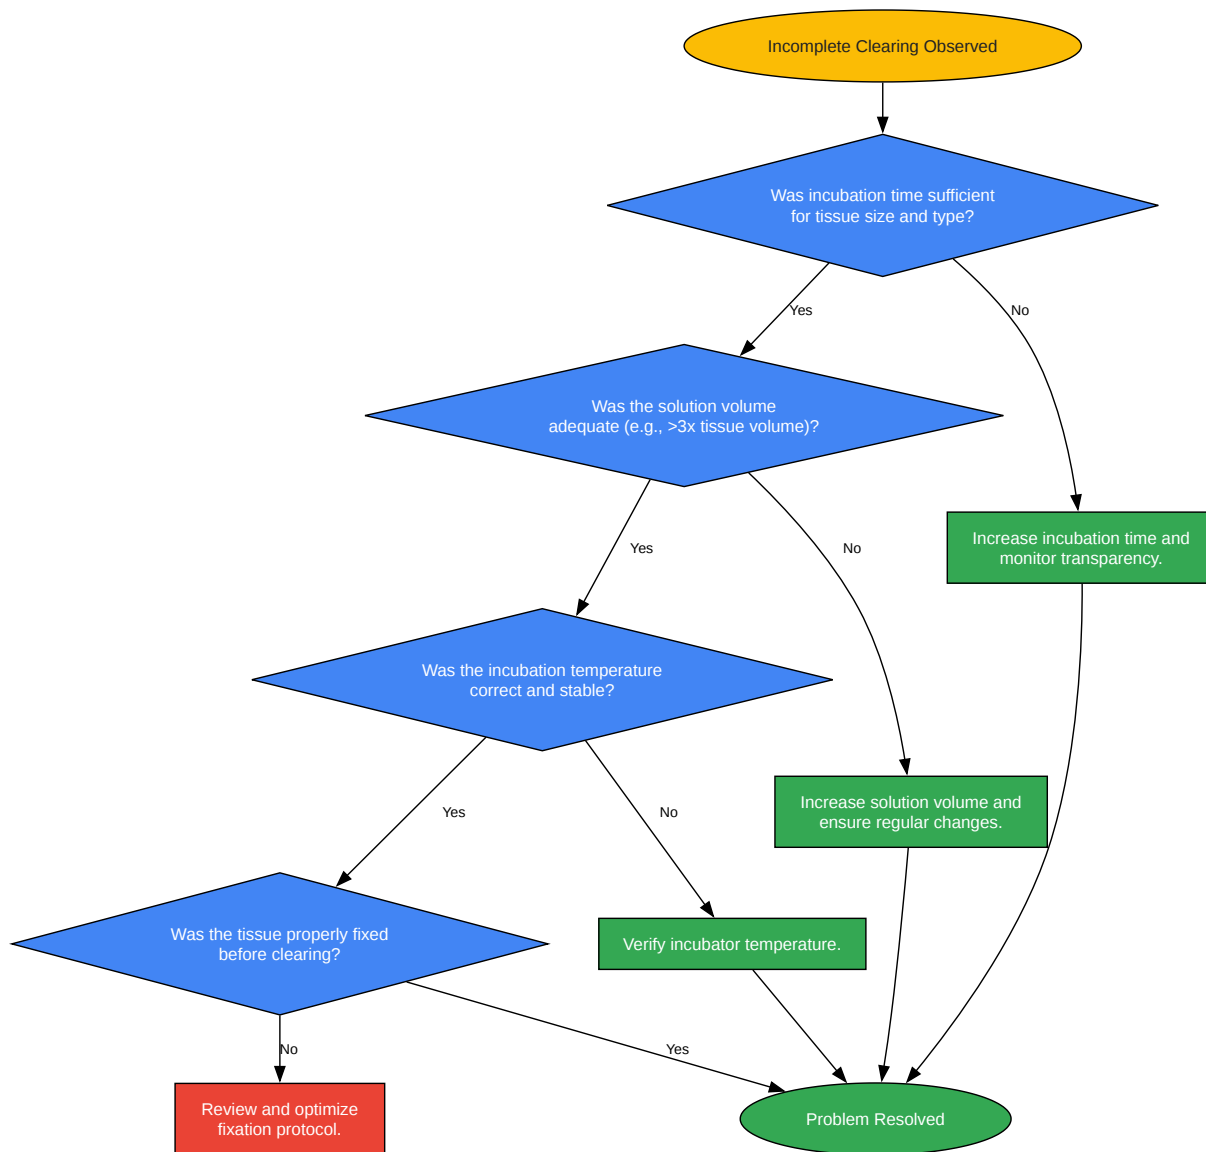 Incomplete Clearing Observed
Was incubation time sufficient
for tissue size and type?
Yes
No
Was the solution volume
adequate (e.g., >3x tissue volume)?
Yes
No
Increase incubation time and
monitor transparency.
Was the incubation temperature
correct and stable?
Yes
No
Increase solution volume and
ensure regular changes.
Was the tissue properly fixed
before clearing?
Verify incubator temperature.
No
Yes
Review and optimize
fixation protocol.
Problem Resolved